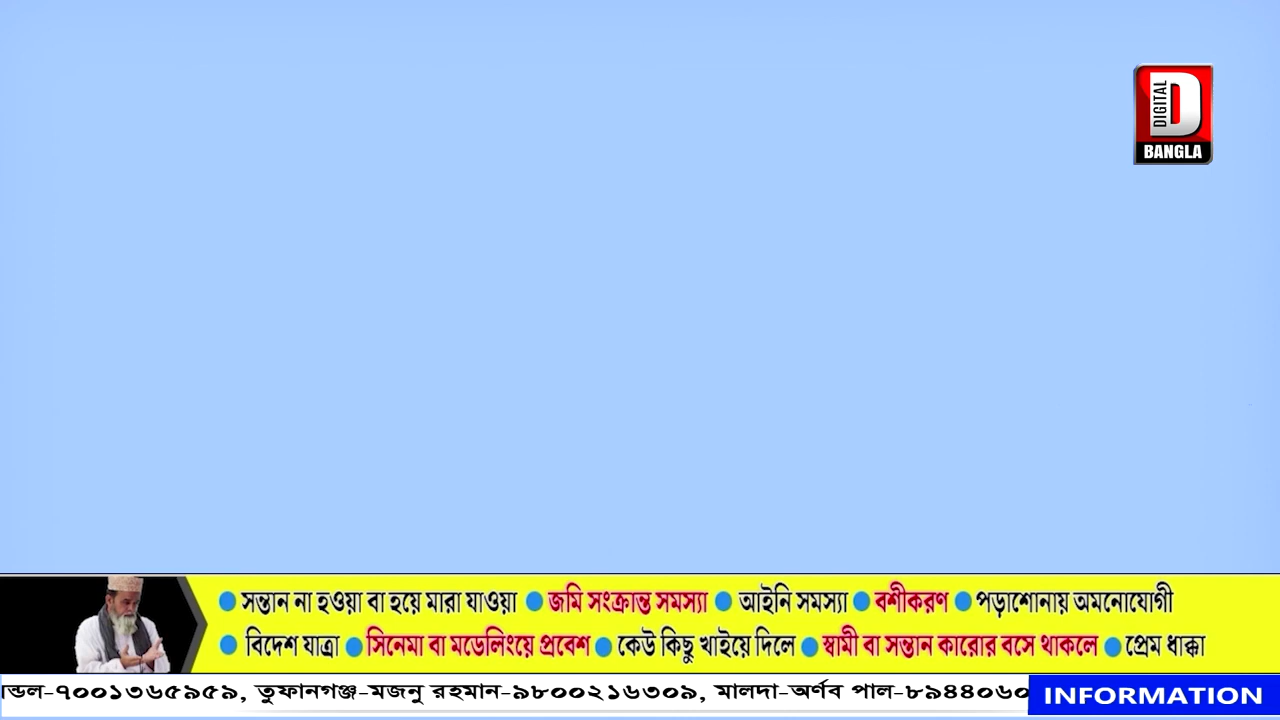 DIGITAL
D
BANGLA
সন্তান না হওয়া বা হয়ে মারা যাওয়া জমি সংক্রান্ত সমস্যা আইনি সমস্যা বশীকরণ পড়াশোনায় অমনোযোগী
বিদেশ যাত্রা সিনেমা বা মডেলিংয়ে প্রবেশ কেউ কিছু খাইয়ে দিলে স্বামী বা সন্তান কারোর বসে থাকলে প্রেম ধাক্কা
ন্ডল-৭০০১৩৬৫৯৫৯, তুফানগঞ্জ-মজনু রহমান-৯৮০০২১৬৩০৯, মালদা-অর্ণব পাল-৮৯৪৪০৬০ INFORMATION